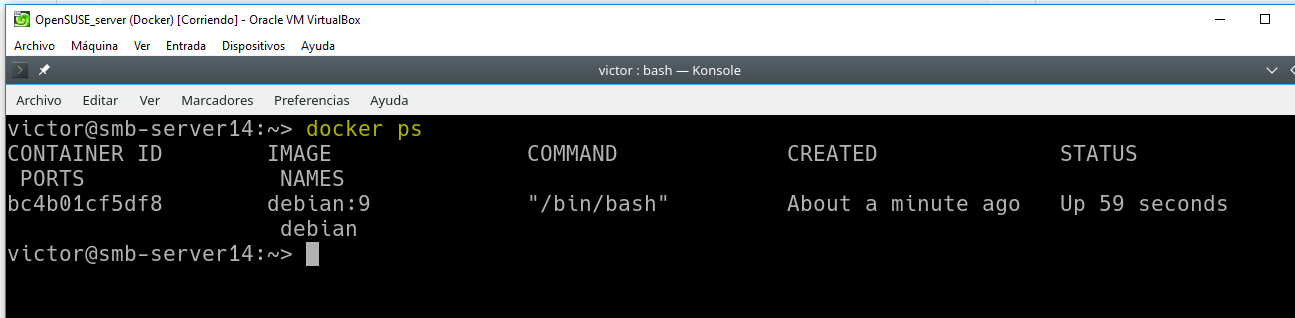 OpenSUSE_server (Docker) [Corriendo] - Oracle VM VirtualBox
Archivo Máquina Ver Entrada Dispositivos Ayuda
victor : bash — Konsole
Archivo Editar Ver Marcadores Preferencias Ayuda
victor@smb-server14:~> docker ps
CONTAINER ID IMAGE COMMAND CREATED STATUS
PORTS NAMES
bc4b01cf5df8 debian:9 "/bin/bash" About a minute ago Up 59 seconds
debian
victor@smb-server14:~>